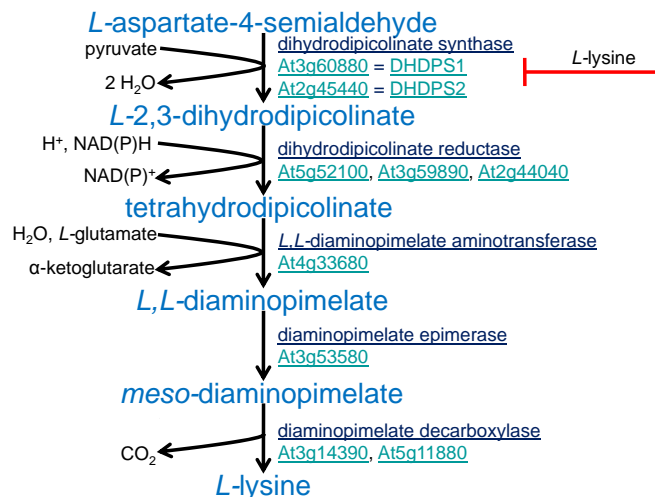 L-aspartate-4-semialdehyde
pyruvate
dihydrodipicolinate synthase
L-lysine
At3g60880 = DHDPS1
2 H₂O
At2g45440 = DHDPS2
L-2,3-dihydrodipicolinate
H⁺, NAD(P)H
dihydrodipicolinate reductase
NAD(P)⁺
At5g52100, At3g59890, At2g44040
tetrahydrodipicolinate
H₂O, L-glutamate
L,L-diaminopimelate aminotransferase
α-ketoglutarate
At4g33680
L,L-diaminopimelate
diaminopimelate epimerase
At3g53580
meso-diaminopimelate
diaminopimelate decarboxylase
CO₂
At3g14390, At5g11880
L-lysine